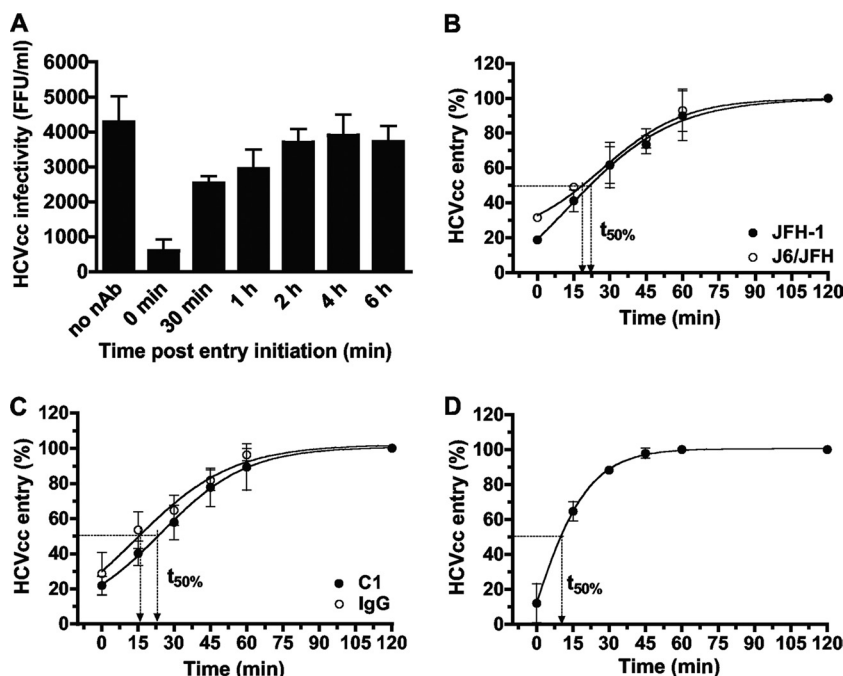 A
HCVcc infectivity (FFU/ml)
6000
5000
4000
3000
2000
1000
0
no nAb
0 min
30 min
1 h
2 h
4 h
6 h
Time post entry initiation (min)
B
HCVcc entry (%)
120
100
80
60
40
20
0
t50%
JFH-1
J6/JFH
0 15 30 45 60 75 90 105 120
Time (min)
C
HCVcc entry (%)
120
100
80
60
40
20
0
t50%
C1
IgG
0 15 30 45 60 75 90 105 120
Time (min)
D
HCVcc entry (%)
120
100
80
60
40
20
0
t50%
0 15 30 45 60 75 90 105 120
Time (min)